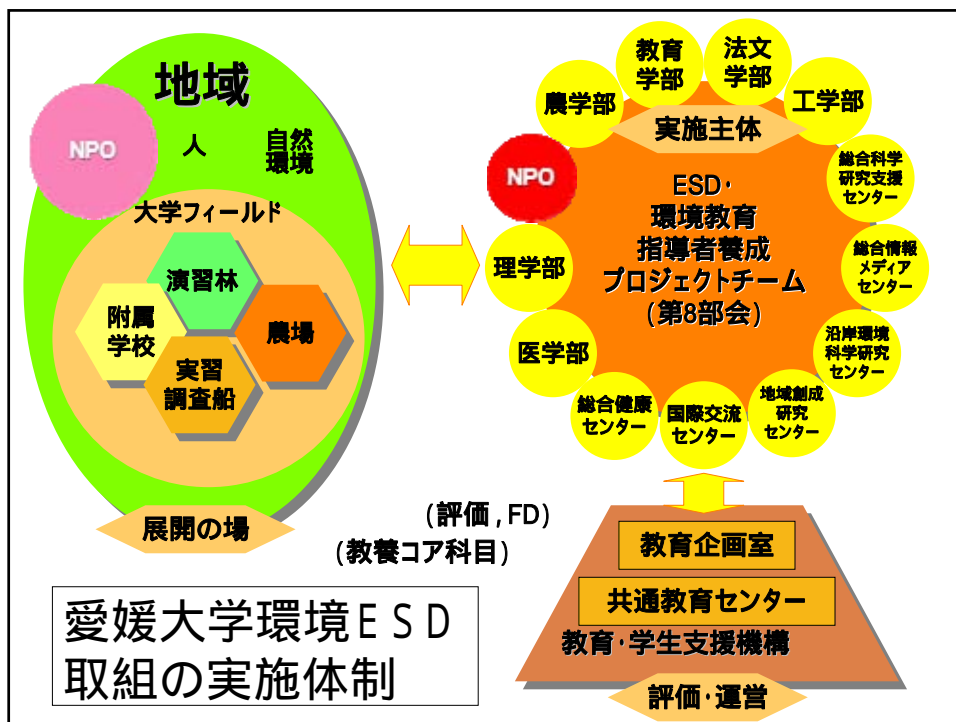 地域
NPO
人
自然
環境
大学フィールド
演習林
附属
学校
農場
実習
調査船
展開の場
教育
学部
法文
学部
農学部
工学部
実施主体
NPO
総合科学
研究支援
センター
ESD・
環境教育
指導者養成
プロジェクトチーム
(第8部会)
理学部
総合情報
メディア
センター
医学部
沿岸環境
科学研究
センター
総合健康
センター
国際交流
センター
地域創成
研究
センター
(評価,FD)
(教養コア科目)
教育企画室
共通教育センター
教育・学生支援機構
評価・運営
愛媛大学環境ESD
取組の実施体制